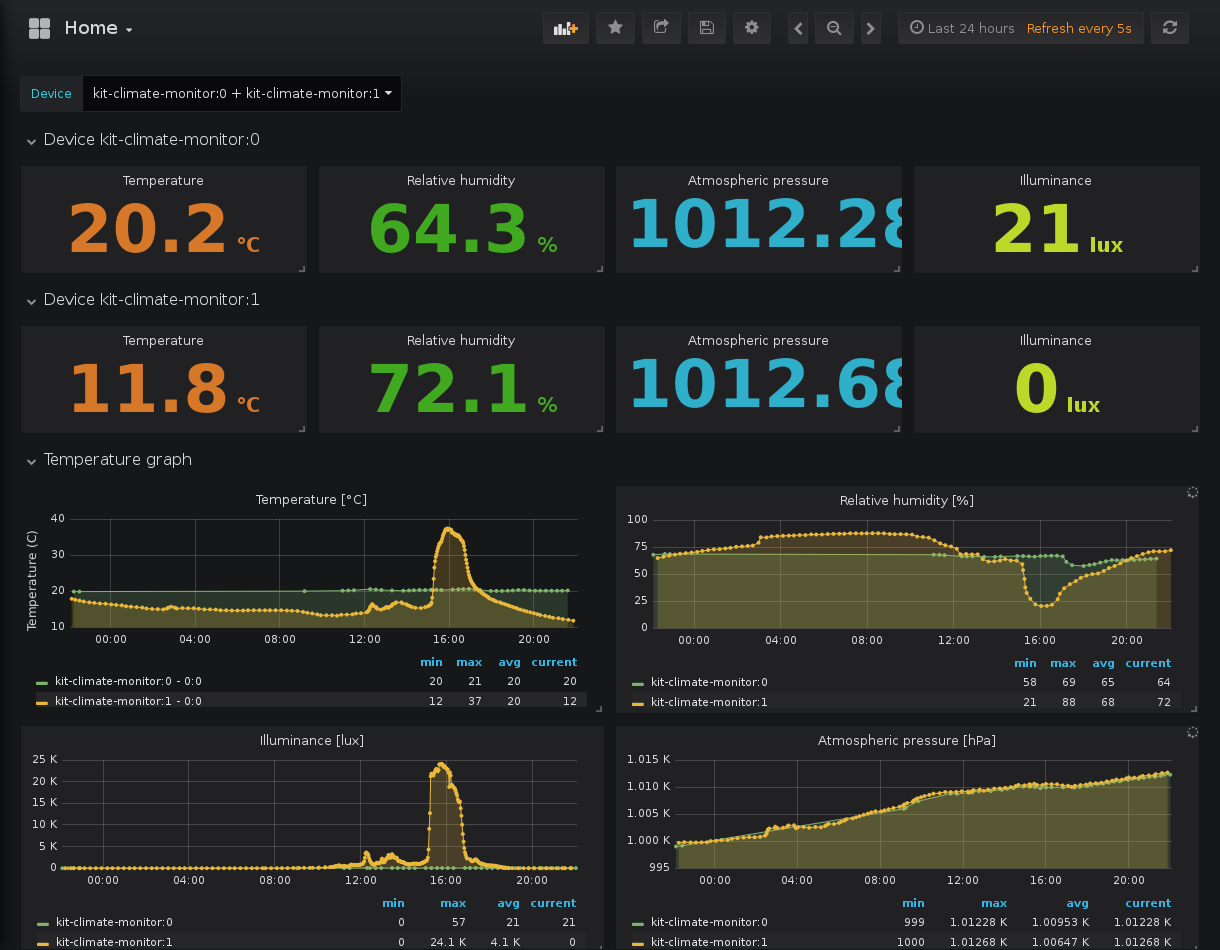 Home
Last 24 hours Refresh every 5s
Device kit-climate-monitor:0 + kit-climate-monitor:1
Device kit-climate-monitor:0
Temperature Relative humidity Atmospheric pressure Illuminance
20.2 °C 64.3 % 1012.28 21 lux
Device kit-climate-monitor:1
Temperature Relative humidity Atmospheric pressure Illuminance
11.8 °C 72.1 % 1012.68 0 lux
Temperature graph
Temperature [°C]
Temperature (C)
40
30
20
10
00:00 04:00 08:00 12:00 16:00 20:00
min max avg current
kit-climate-monitor:0 - 0:0 20 21 20 20
kit-climate-monitor:1 - 0:0 12 37 20 12
Relative humidity [%]
100
75
50
25
0
00:00 04:00 08:00 12:00 16:00 20:00
min max avg current
kit-climate-monitor:0 58 69 65 64
kit-climate-monitor:1 21 88 68 72
Illuminance [lux]
25 K
20 K
15 K
10 K
5 K
0
00:00 04:00 08:00 12:00 16:00 20:00
min max avg current
kit-climate-monitor:0 0 57 21 21
kit-climate-monitor:1 0 24.1 K 4.1 K 0
Atmospheric pressure [hPa]
1.015 K
1.010 K
1.005 K
1.000 K
995
00:00 04:00 08:00 12:00 16:00 20:00
min max avg current
kit-climate-monitor:0 999 1.01228 K 1.00953 K 1.01228 K
kit-climate-monitor:1 1000 1.01268 K 1.00647 K 1.01268 K